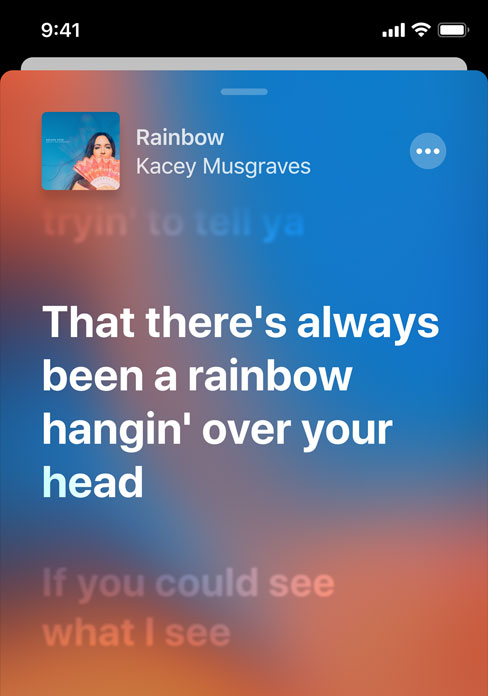 9:41
Rainbow
Kacey Musgraves
tryin' to tell ya
That there's always
been a rainbow
hangin' over your
head
If you could see
what I see